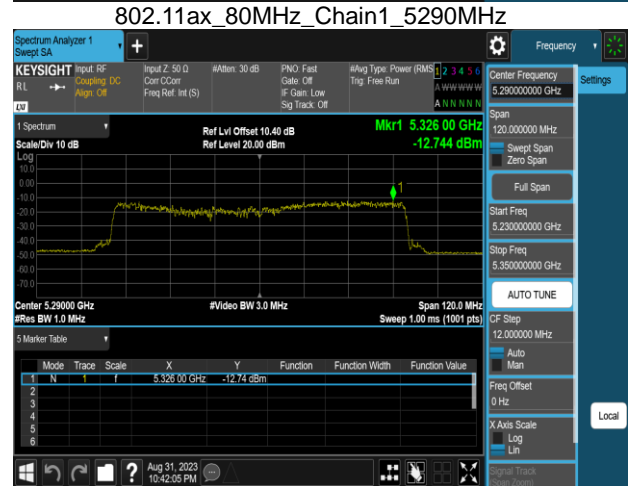 802.11ax_80MHz_Chain1_5290MHz
Spectrum Analyzer 1
Swept SA
+
Frequency
KEYSIGHT
RL
LXI
Input: RF
Coupling: DC
Align: Off
Input Z: 50 Ω
Corr CCorr
Freq Ref: Int (S)
#Atten: 30 dB
PNO: Fast
Gate: Off
IF Gain: Low
Sig Track: Off
#Avg Type: Power (RMS
Trig: Free Run
1 2 3 4 5 6
A W W W W W
A N N N N N
Center Frequency
5.290000000 GHz
Settings
Span
120.000000 MHz
Swept Span
Zero Span
Full Span
Start Freq
5.230000000 GHz
Stop Freq
5.350000000 GHz
AUTO TUNE
CF Step
12.000000 MHz
Auto
Man
Freq Offset
0 Hz
X Axis Scale
Log
Lin
Local
Signal Track
(Span Zoom)
1 Spectrum
Scale/Div 10 dB
Ref Lvl Offset 10.40 dB
Ref Level 20.00 dBm
Mkr1 5.326 00 GHz
-12.744 dBm
Log
10.0
0.00
-10.0
-20.0
-30.0
-40.0
-50.0
-60.0
-70.0
1
Center 5.29000 GHz
#Res BW 1.0 MHz
#Video BW 3.0 MHz
Span 120.0 MHz
Sweep 1.00 ms (1001 pts)
5 Marker Table
Mode Trace Scale X Y Function Function Width Function Value
1 N 1 f 5.326 00 GHz -12.74 dBm
2
3
4
5
6
?
Aug 31, 2023
10:42:05 PM